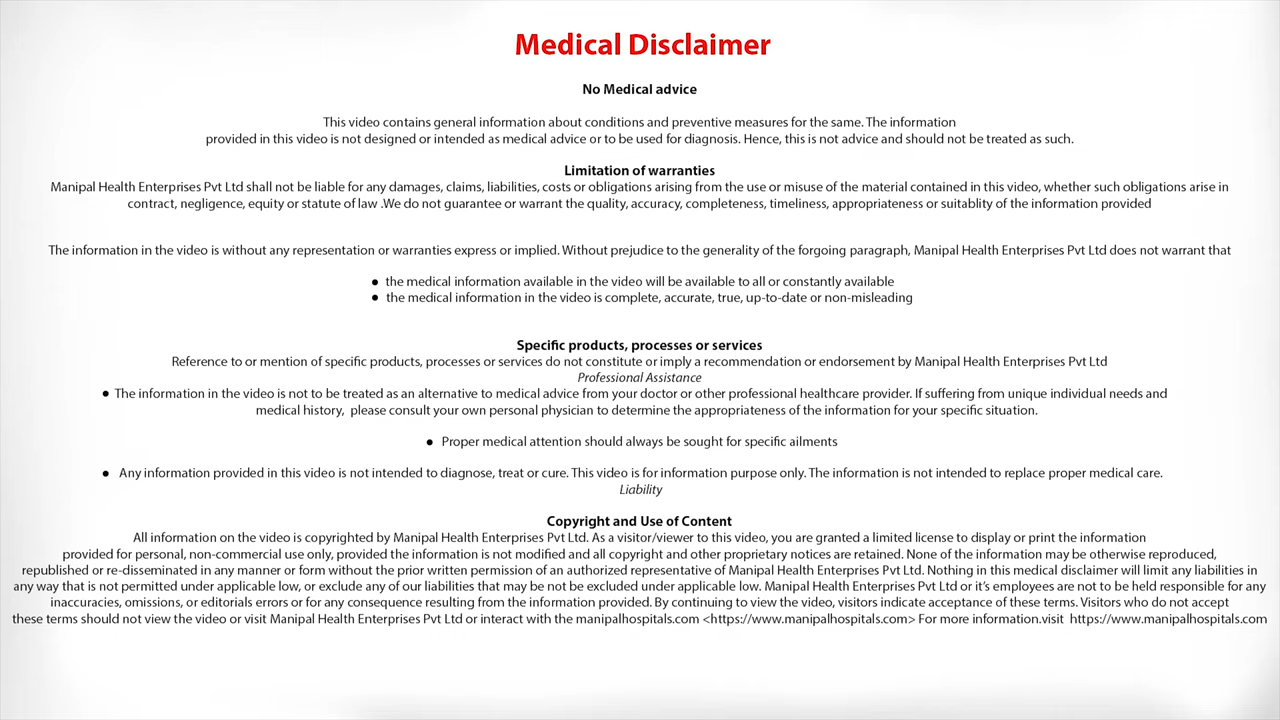 Medical Disclaimer
No Medical advice
This video contains general information about conditions and preventive measures for the same. The information
provided in this video is not designed or intended as medical advice or to be used for diagnosis. Hence, this is not advice and should not be treated as such.
Limitation of warranties
Manipal Health Enterprises Pvt Ltd shall not be liable for any damages, claims, liabilities, costs or obligations arising from the use or misuse of the material contained in this video, whether such obligations arise in
contract, negligence, equity or statute of law .We do not guarantee or warrant the quality, accuracy, completeness, timeliness, appropriateness or suitablity of the information provided
The information in the video is without any representation or warranties express or implied. Without prejudice to the generality of the forgoing paragraph, Manipal Health Enterprises Pvt Ltd does not warrant that
● the medical information available in the video will be available to all or constantly available
● the medical information in the video is complete, accurate, true, up-to-date or non-misleading
Specific products, processes or services
Reference to or mention of specific products, processes or services do not constitute or imply a recommendation or endorsement by Manipal Health Enterprises Pvt Ltd
Professional Assistance
● The information in the video is not to be treated as an alternative to medical advice from your doctor or other professional healthcare provider. If suffering from unique individual needs and
medical history, please consult your own personal physician to determine the appropriateness of the information for your specific situation.
● Proper medical attention should always be sought for specific ailments
● Any information provided in this video is not intended to diagnose, treat or cure. This video is for information purpose only. The information is not intended to replace proper medical care.
Liability
Copyright and Use of Content
All information on the video is copyrighted by Manipal Health Enterprises Pvt Ltd. As a visitor/viewer to this video, you are granted a limited license to display or print the information
provided for personal, non-commercial use only, provided the information is not modified and all copyright and other proprietary notices are retained. None of the information may be otherwise reproduced,
republished or re-disseminated in any manner or form without the prior written permission of an authorized representative of Manipal Health Enterprises Pvt Ltd. Nothing in this medical disclaimer will limit any liabilities in
any way that is not permitted under applicable low, or exclude any of our liabilities that may be not be excluded under applicable low. Manipal Health Enterprises Pvt Ltd or it's employees are not to be held responsible for any
inaccuracies, omissions, or editorials errors or for any consequence resulting from the information provided. By continuing to view the video, visitors indicate acceptance of these terms. Visitors who do not accept
these terms should not view the video or visit Manipal Health Enterprises Pvt Ltd or interact with the manipalhospitals.com <https://www.manipalhospitals.com> For more information.visit https://www.manipalhospitals.com